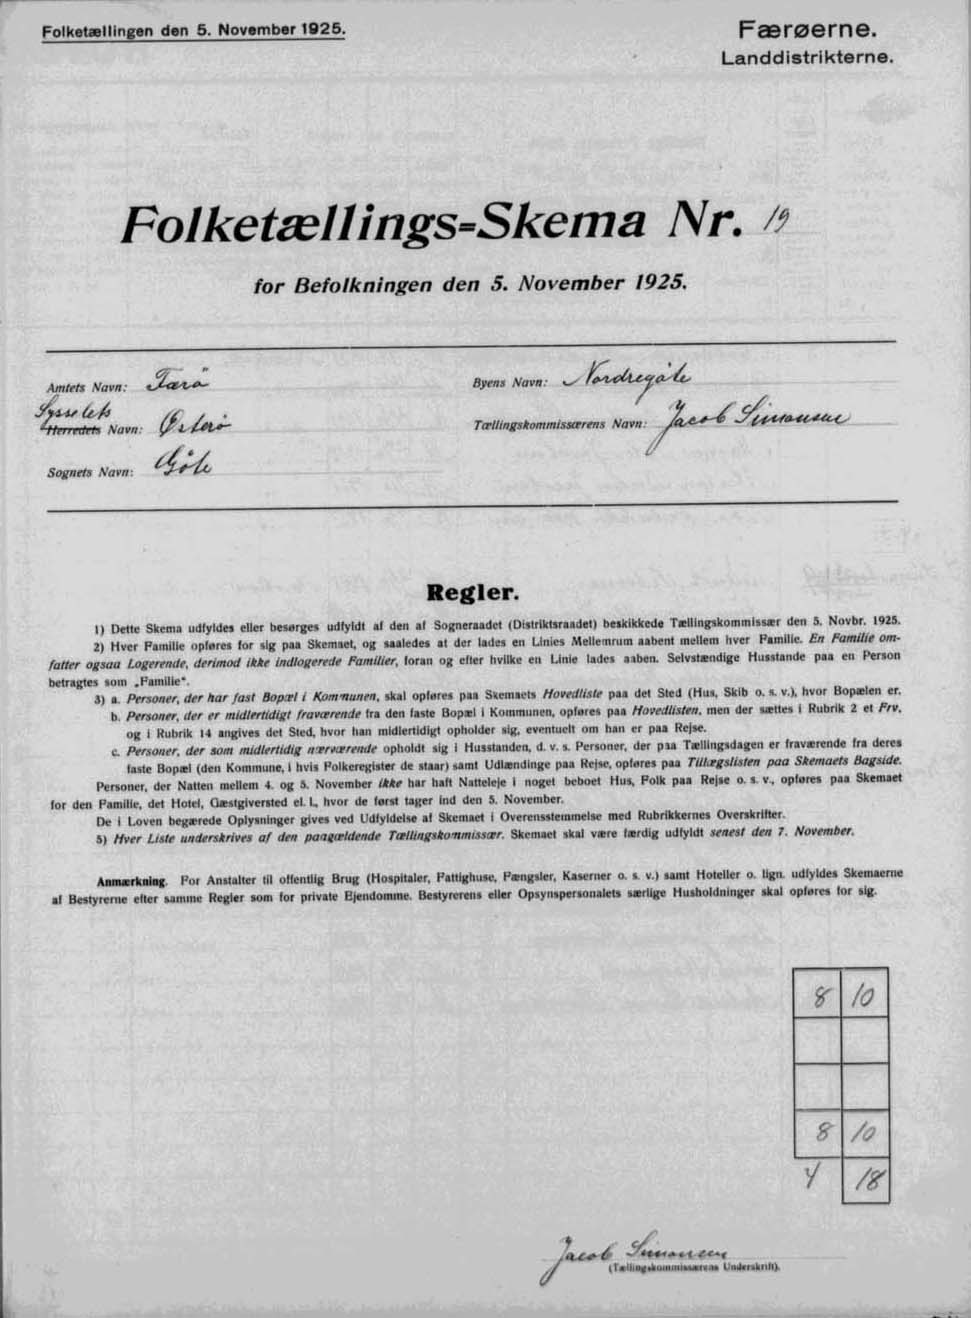 Folketællingen den 5. November 1925.
Færøerne.
Landdistrikterne.
Folketællings=Skema Nr. 19
for Befolkningen den 5. November 1925.
Amtets Navn: Færö
Byens Navn: Nordregöte
Sysselets
Herredets Navn: Østerö
Tællingskommissærens Navn: Jacob Simonsen
Sognets Navn: Göte
Regler.
1) Dette Skema udfyldes eller besørges udfyldt af den af Sogneraadet (Distriktsraadet) beskikkede Tællingskommissær den 5. Novbr. 1925.
2) Hver Familie opføres for sig paa Skemaet, og saaledes at der lades en Linies Mellemrum aabent mellem hver Familie. En Familie om-
fatter ogsaa Logerende, derimod ikke indlogerede Familier, foran og efter hvilke en Linie lades aaben. Selvstændige Husstande paa en Person
betragtes som „Familie“.
3) a. Personer, der har fast Bopæl i Kommunen, skal opføres paa Skemaets Hovedliste paa det Sted (Hus, Skib o. s. v.), hvor Bopælen er.
b. Personer, der er midlertidigt fraværende fra den faste Bopæl i Kommunen, opføres paa Hovedlisten, men der sættes i Rubrik 2 et Frv,
og i Rubrik 14 angives det Sted, hvor han midlertidigt opholder sig, eventuelt om han er paa Rejse.
c. Personer, der som midlertidig nærværende opholdt sig i Husstanden, d. v. s. Personer, der paa Tællingsdagen er fraværende fra deres
faste Bopæl (den Kommune, i hvis Folkeregister de staar) samt Udlændinge paa Rejse, opføres paa Tillægslisten paa Skemaets Bagside.
Personer, der Natten mellem 4. og 5. November ikke har haft Natteleje i noget beboet Hus, Folk paa Rejse o. s. v., opføres paa Skemaet
for den Familie, det Hotel, Gæstgiversted el. l., hvor de først tager ind den 5. November.
De i Loven begærede Oplysninger gives ved Udfyldelse af Skemaet i Overensstemmelse med Rubrikkernes Overskrifter.
5) Hver Liste underskrives af den paagældende Tællingskommissær. Skemaet skal være færdig udfyldt senest den 7. November.
Anmærkning. For Anstalter til offentlig Brug (Hospitaler, Fattighuse, Fængsler, Kaserner o. s. v.) samt Hoteller o. lign. udfyldes Skemaerne
af Bestyrerne efter samme Regler som for private Ejendomme. Bestyrerens eller Opsynspersonalets særlige Husholdninger skal opføres for sig.
8 10
8 10
4 18
Jacob Simonsen
(Tællingskommissærens Underskrift).